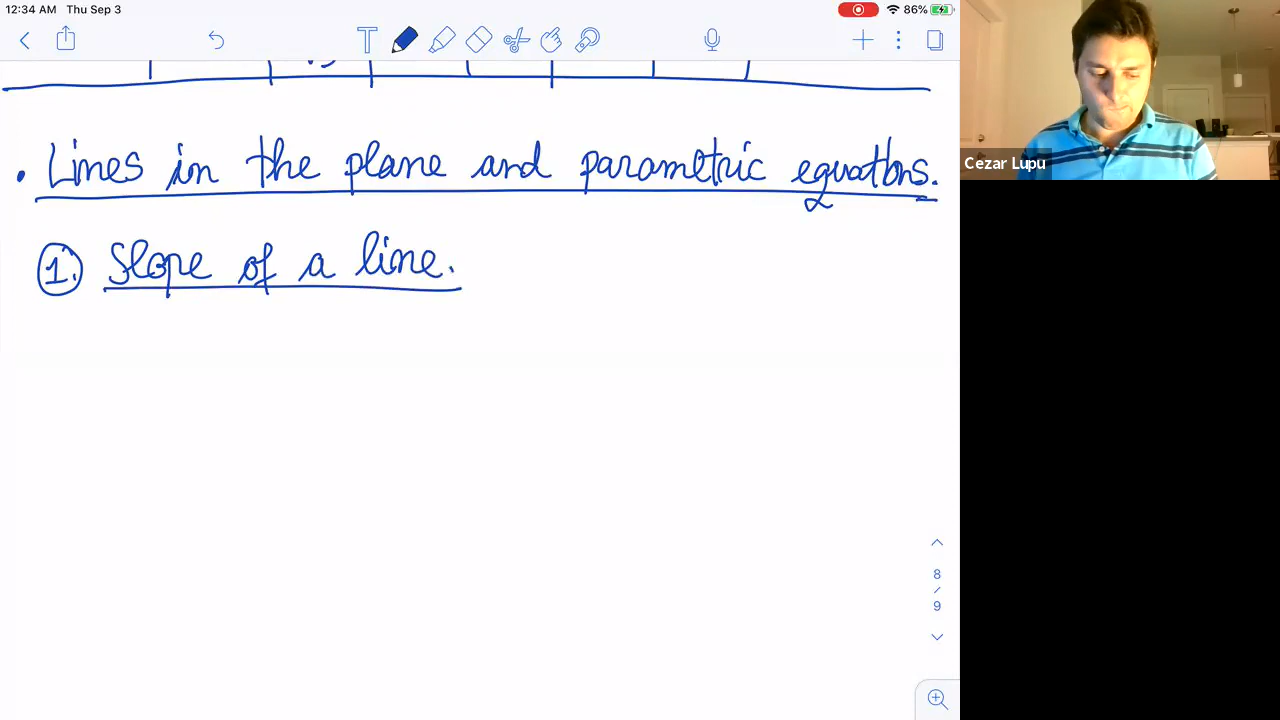 12:34 AM Thu Sep 3
86%
T
Cezar Lupu
. Lines in the plane and parametric equations.
1. Slope of a line.
8
/
9